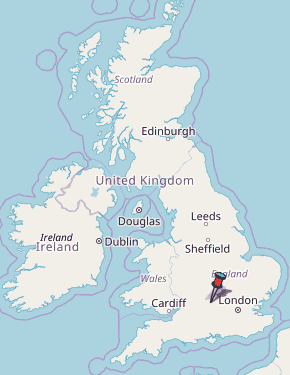 Scotland
Edinburgh
United Kingdom
Douglas
Leeds
Ireland
Ireland
Dublin
Sheffield
Wales
England
Cardiff
London